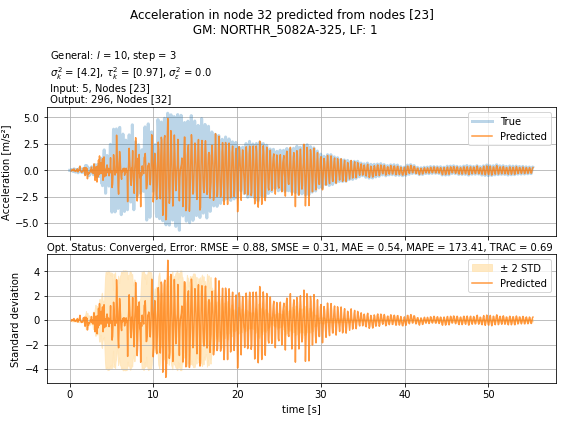 Acceleration in node 32 predicted from nodes [23]
GM: NORTHR_5082A-325, LF: 1
General: l = 10, step = 3
σ²ₖ = [4.2], τ²ₖ = [0.97], σ²ε = 0.0
Input: 5, Nodes [23]
Output: 296, Nodes [32]
Acceleration [m/s²]
5.0
2.5
0.0
−2.5
−5.0
True
Predicted
Opt. Status: Converged, Error: RMSE = 0.88, SMSE = 0.31, MAE = 0.54, MAPE = 173.41, TRAC = 0.69
Standard deviation
4
2
0
−2
−4
± 2 STD
Predicted
0 10 20 30 40 50
time [s]